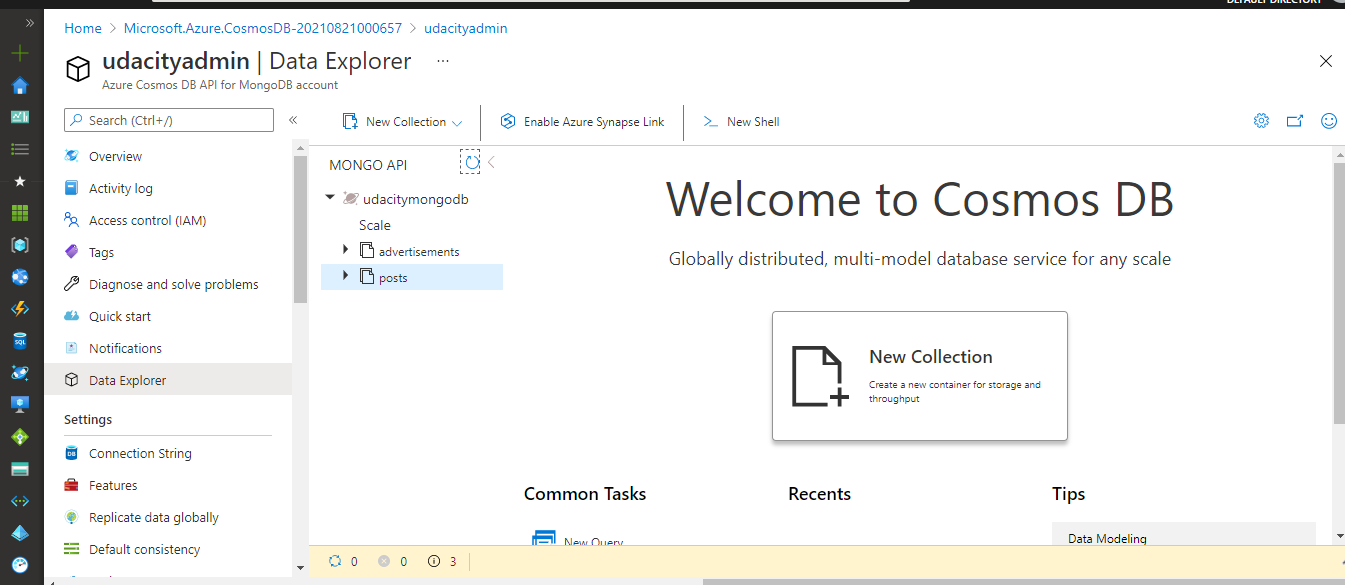 DEFAULT DIRECTORY
Home > Microsoft.Azure.CosmosDB-20210821000657 > udacityadmin
udacityadmin | Data Explorer ...
Azure Cosmos DB API for MongoDB account
Search (Ctrl+/)
Overview
Activity log
Access control (IAM)
Tags
Diagnose and solve problems
Quick start
Notifications
Data Explorer
Settings
Connection String
Features
Replicate data globally
Default consistency
New Collection
Enable Azure Synapse Link
New Shell
MONGO API
udacitymongodb
Scale
advertisements
posts
Welcome to Cosmos DB
Globally distributed, multi-model database service for any scale
New Collection
Create a new container for storage and
throughput
Common Tasks
New Query
Recents
Tips
Data Modeling
0 0 3
SQL
DB